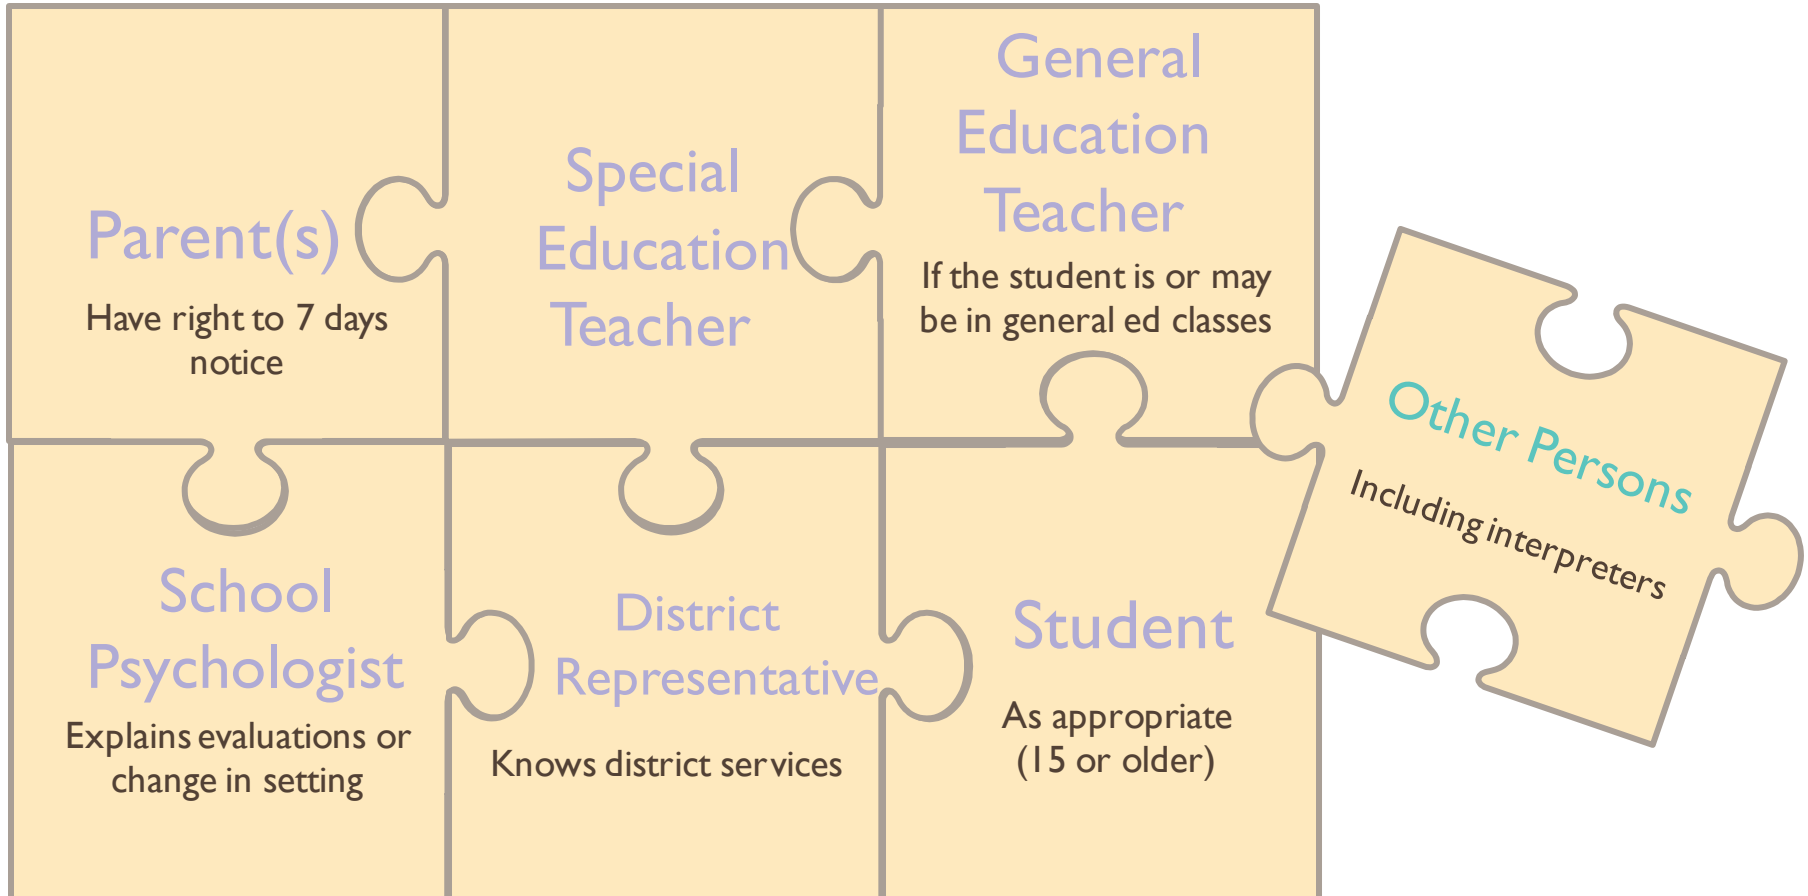 Parent(s)
Have right to 7 days
notice
Special
Education
Teacher
General
Education
Teacher
If the student is or may
be in general ed classes
Other Persons
Including interpreters
School
Psychologist
Explains evaluations or
change in setting
District
Representative
Knows district services
Student
As appropriate
(15 or older)